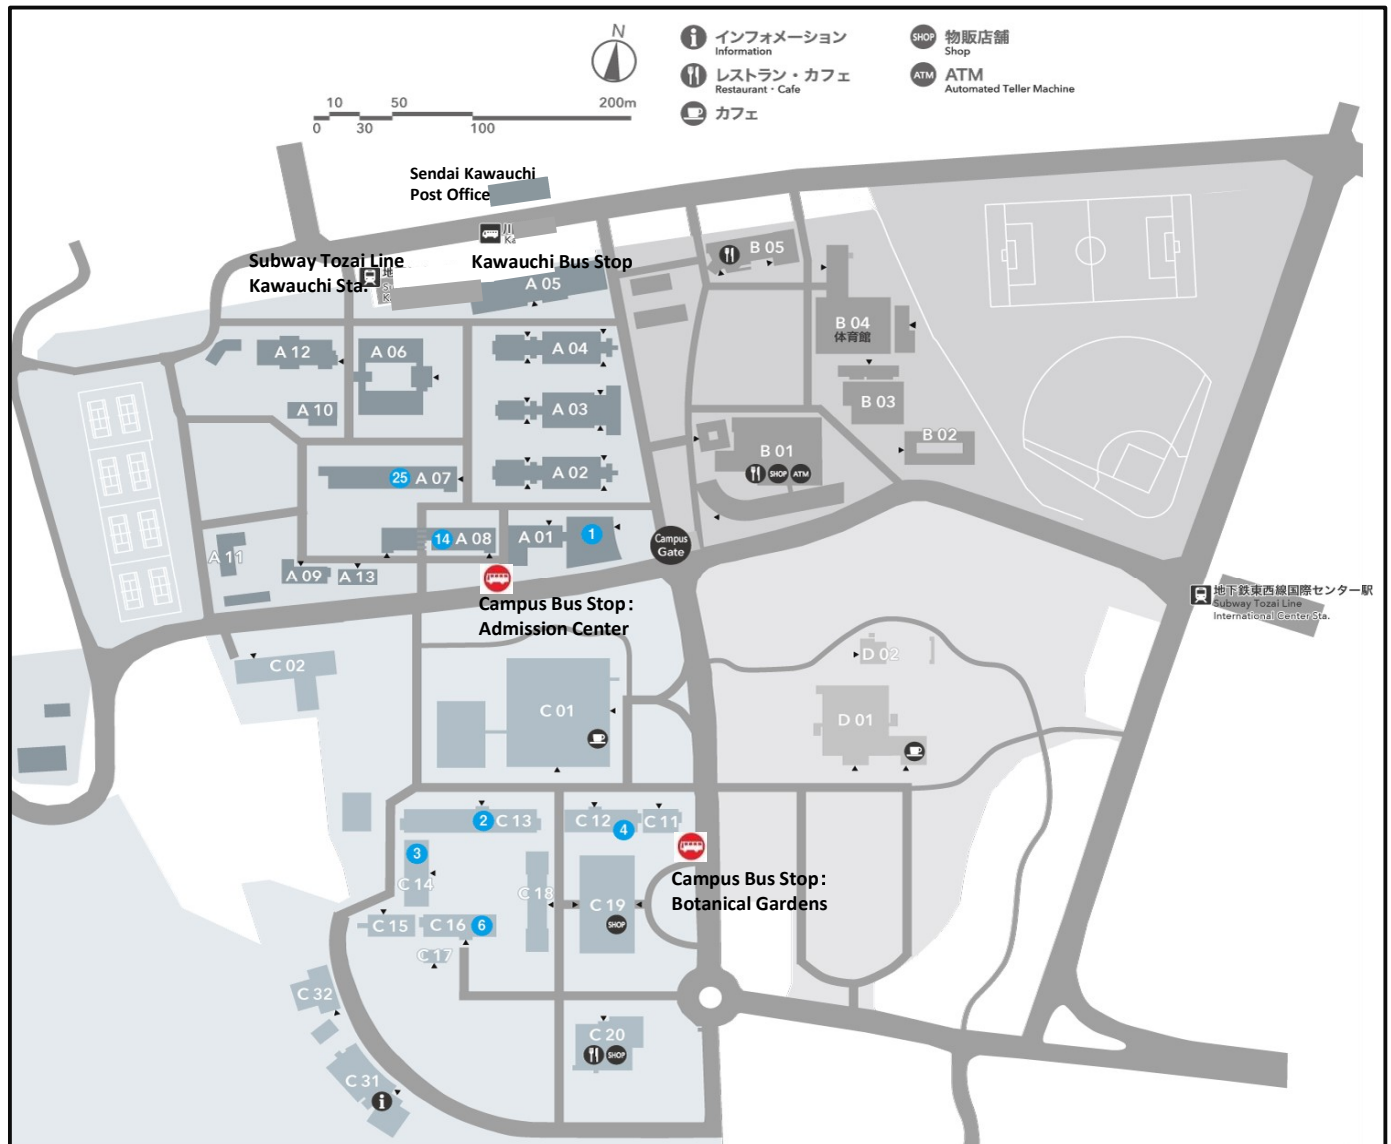 N
インフォメーション
Information
レストラン・カフェ
Restaurant・Cafe
カフェ
SHOP 物販店舗
Shop
ATM ATM
Automated Teller Machine
10 50 200m
0 30 100
Sendai Kawauchi
Post Office
川
Subway Tozai Line
Kawauchi Sta.
地
Kawauchi Bus Stop
A 05
B 05
B 04
体育館
A 12
A 06
A 04
A 10
A 03
B 03
B 02
B 01
SHOP ATM
25 A 07
A 02
14 A 08
A 01
1
Campus
Gate
A 11
A 09
A 13
地下鉄東西線国際センター駅
Subway Tozai Line
International Center Sta.
Campus Bus Stop:
Admission Center
C 02
D 02
C 01
D 01
2 C 13
C 12
4
C 11
3
C 14
C 18
C 19
SHOP
Campus Bus Stop:
Botanical Gardens
C 15
C 16 6
C 17
C 32
C 20
SHOP
C 31
i